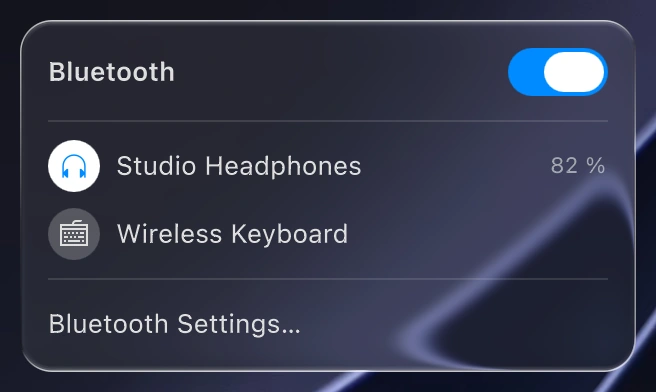 Bluetooth
Studio Headphones 82 %
Wireless Keyboard
Bluetooth Settings...